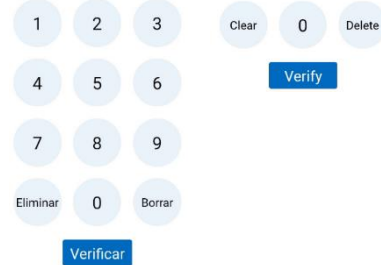 1 2 3
4 5 6
7 8 9
Eliminar 0 Borrar
Verificar
Clear 0 Delete
Verify